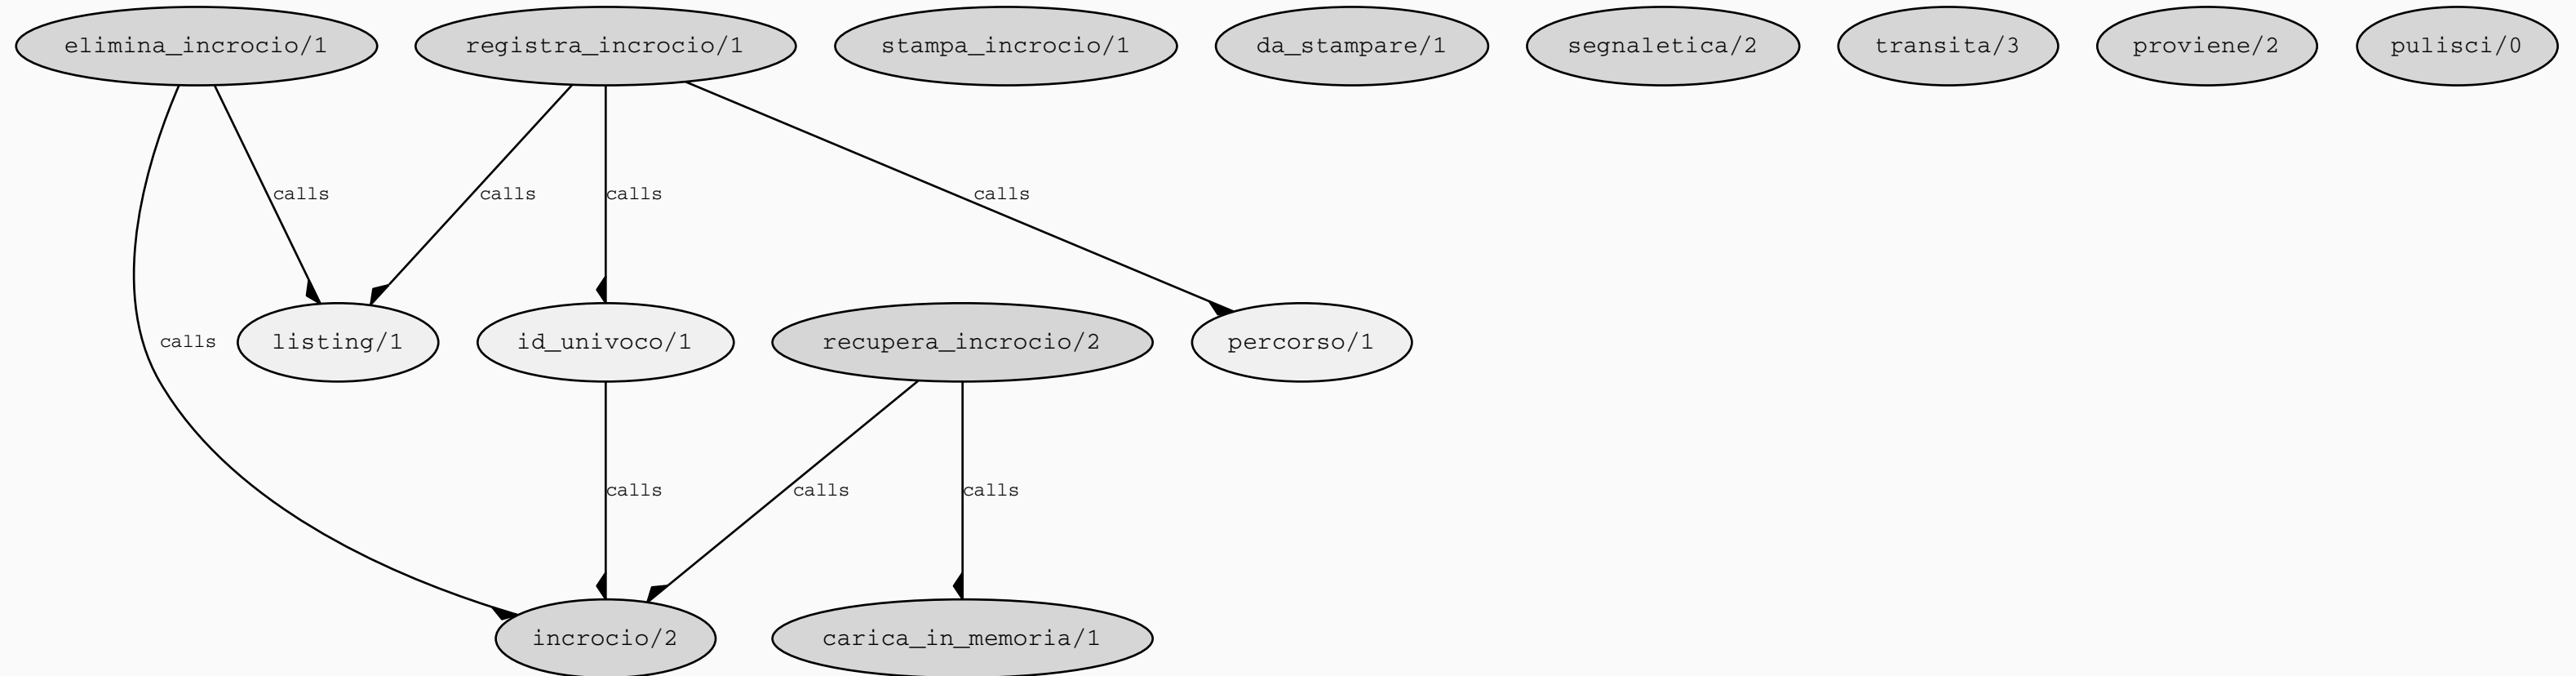 elimina_incrocio/1
registra_incrocio/1
stampa_incrocio/1
da_stampare/1
segnaletica/2
transita/3
proviene/2
pulisci/0
calls
calls
calls
calls
calls
listing/1
id_univoco/1
recupera_incrocio/2
percorso/1
calls
calls
calls
incrocio/2
carica_in_memoria/1